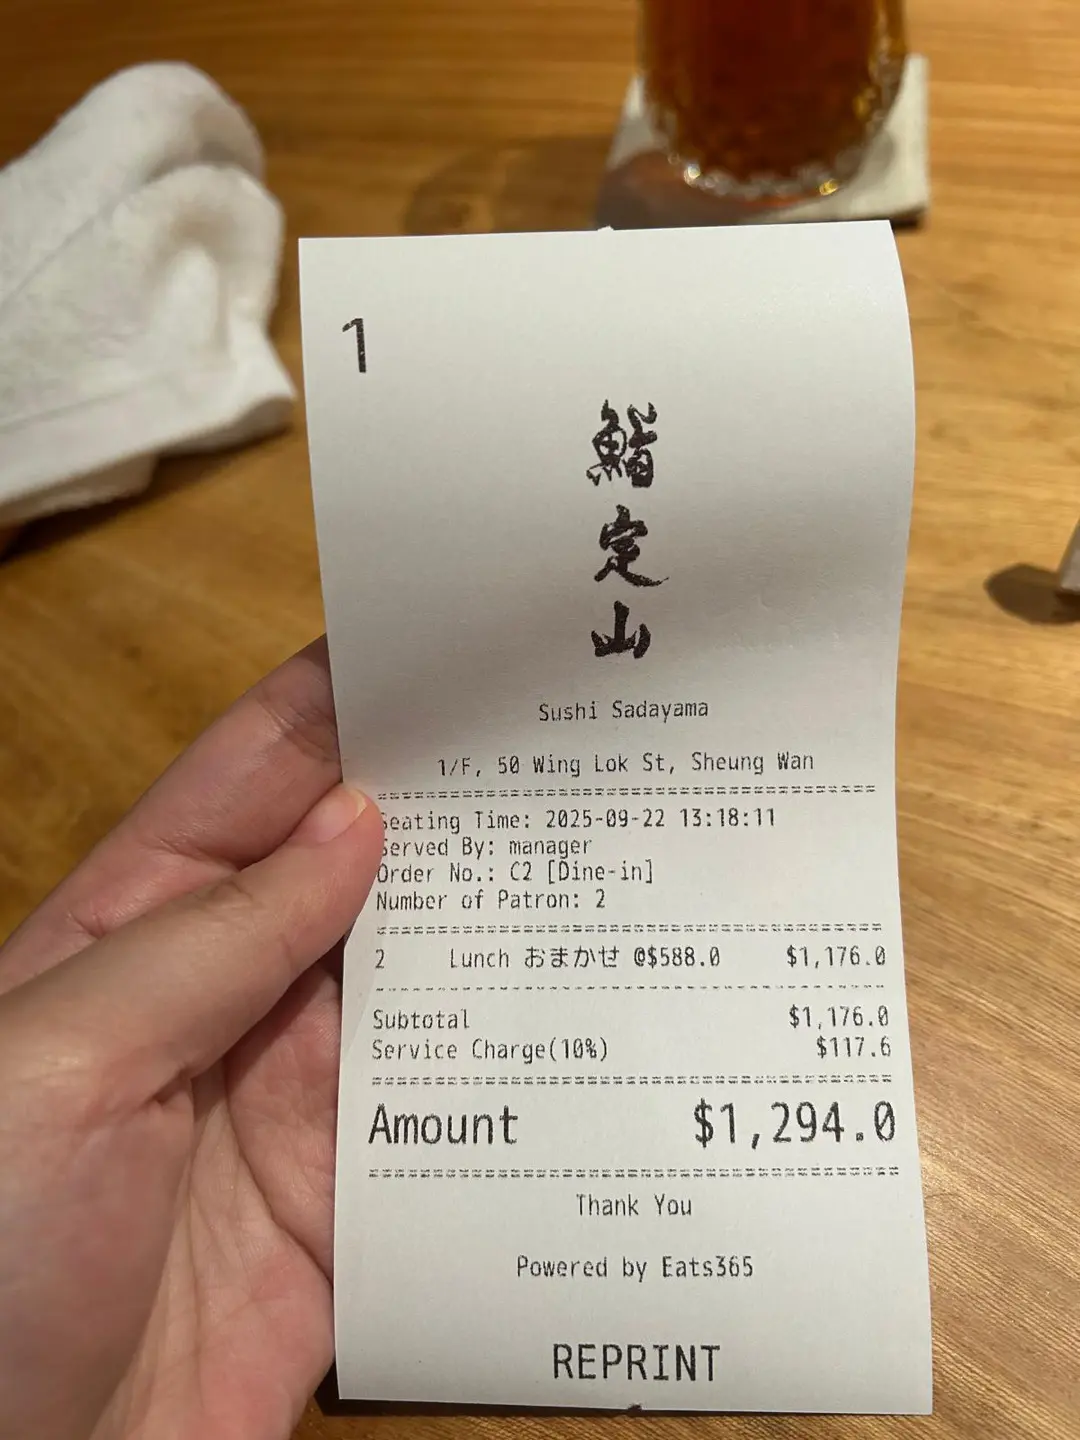 1
鮨
定
山
Sushi Sadayama
1/F, 50 Wing Lok St, Sheung Wan
Seating Time: 2025-09-22 13:18:11
Served By: manager
Order No.: C2 [Dine-in]
Number of Patron: 2
2 Lunch おまかせ @$588.0 $1,176.0
Subtotal $1,176.0
Service Charge(10%) $117.6
Amount $1,294.0
Thank You
Powered by Eats365
REPRINT